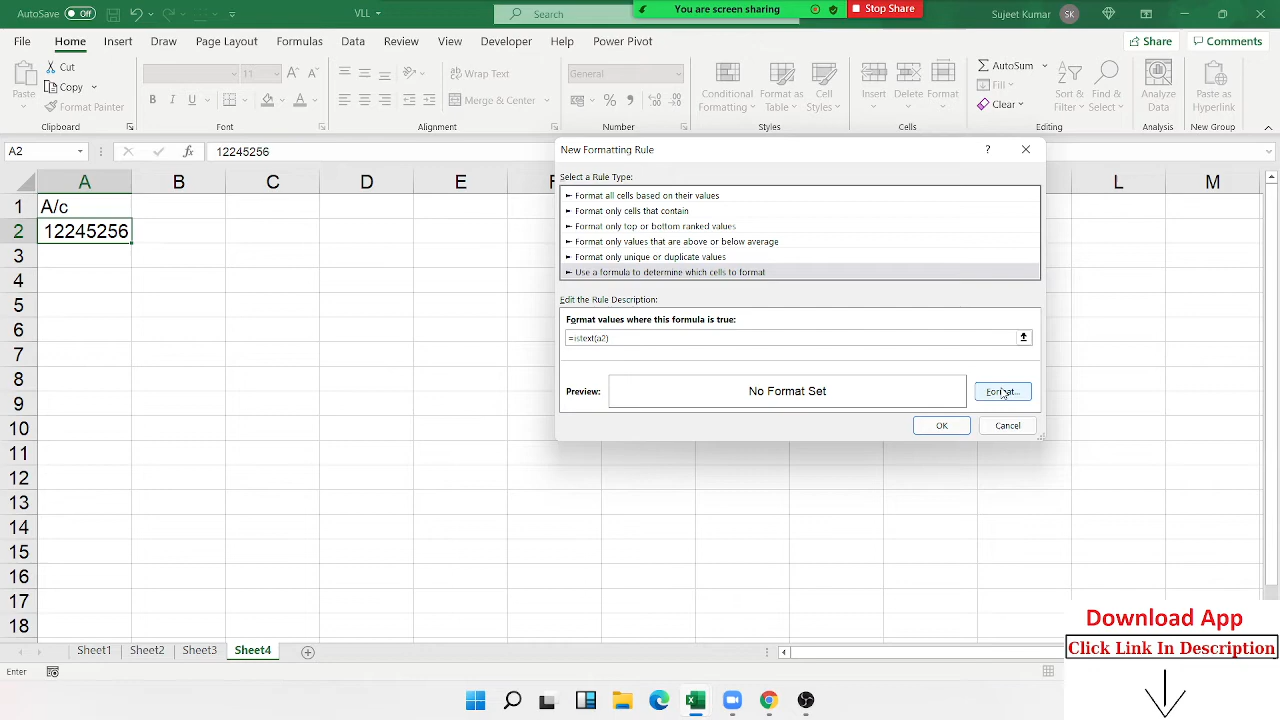 AutoSave Off VLL Search You are screen sharing Stop Share Sujeet Kumar SK
File Home Insert Draw Page Layout Formulas Data Review View Developer Help Power Pivot Share Comments
Paste Cut Copy Format Painter Clipboard
11 B I U Font
Wrap Text Merge & Center Alignment
General % Number
Conditional Formatting Format as Table Cell Styles Styles
Insert Delete Format Cells
AutoSum Fill Clear Sort & Filter Find & Select Editing
Analyze Data Analysis
Paste as Hyperlink New Group
A2 fx 12245256
A B C D E F L M
1 A/c
2 12245256
3
4
5
6
7
8
9
10
11
12
13
14
15
16
17
18
New Formatting Rule ?
Select a Rule Type:
► Format all cells based on their values
► Format only cells that contain
► Format only top or bottom ranked values
► Format only values that are above or below average
► Format only unique or duplicate values
► Use a formula to determine which cells to format
Edit the Rule Description:
Format values where this formula is true:
=istext(a2)
Preview: No Format Set Format...
OK Cancel
Sheet1 Sheet2 Sheet3 Sheet4
Enter
Download App
Click Link In Description